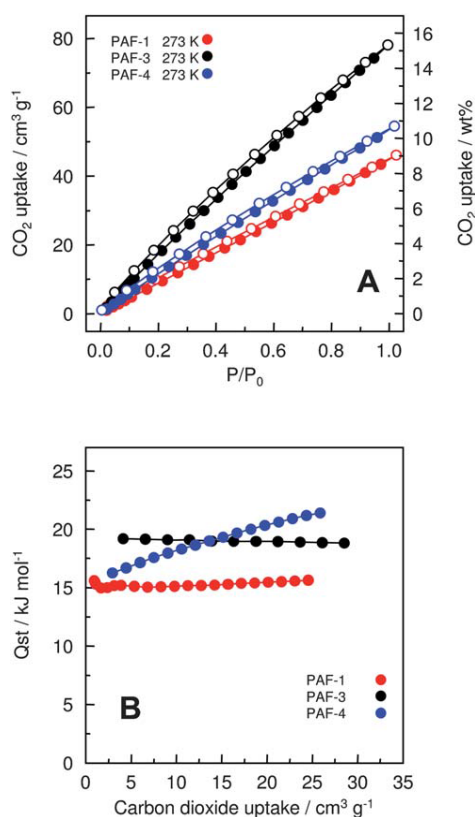 PAF-1 273 K
PAF-3 273 K
PAF-4 273 K
CO2 uptake / cm3 g-1
80
60
40
20
0
CO2 uptake / wt%
16
14
12
10
8
6
4
2
0
A
0.0 0.2 0.4 0.6 0.8 1.0
P/P0
Qst / kJ mol-1
25
20
15
10
5
0
B
PAF-1
PAF-3
PAF-4
0 5 10 15 20 25 30 35
Carbon dioxide uptake / cm3 g-1